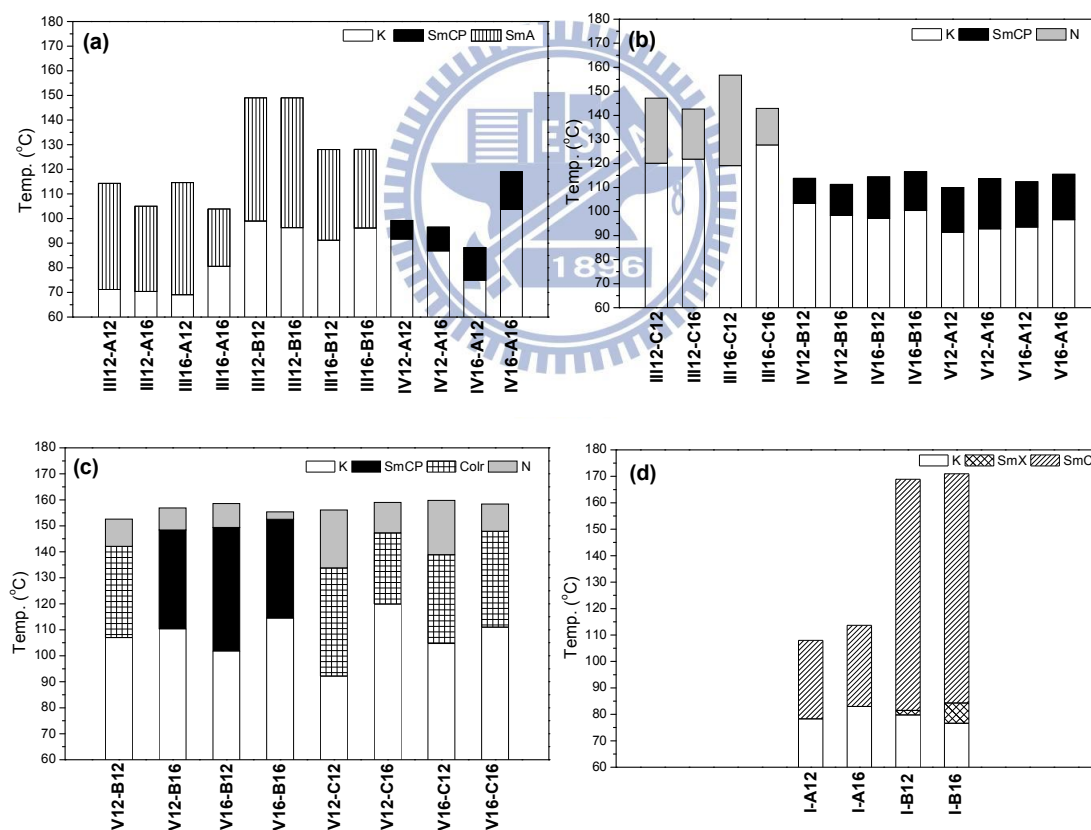 (a)
K SmCP SmA
180
170
160
150
140
130
120
110
100
90
80
70
60
Temp. (°C)
III12-A12
III12-A16
III16-A12
III16-A16
III12-B12
III12-B16
III16-B12
III16-B16
IV12-A12
IV12-A16
IV16-A12
IV16-A16
(b)
K SmCP N
180
170
160
150
140
130
120
110
100
90
80
70
60
Temp. (°C)
III12-C12
III12-C16
III16-C12
III16-C16
IV12-B12
IV12-B16
IV16-B12
IV16-B16
V12-A12
V12-A16
V16-A12
V16-A16
ES
A
1896
(c)
K SmCP Colr N
180
170
160
150
140
130
120
110
100
90
80
70
60
Temp. (°C)
V12-B12
V12-B16
V16-B12
V16-B16
V12-C12
V12-C16
V16-C12
V16-C16
(d)
K SmX SmC
180
170
160
150
140
130
120
110
100
90
80
70
60
Temp. (°C)
I-A12
I-A16
I-B12
I-B16